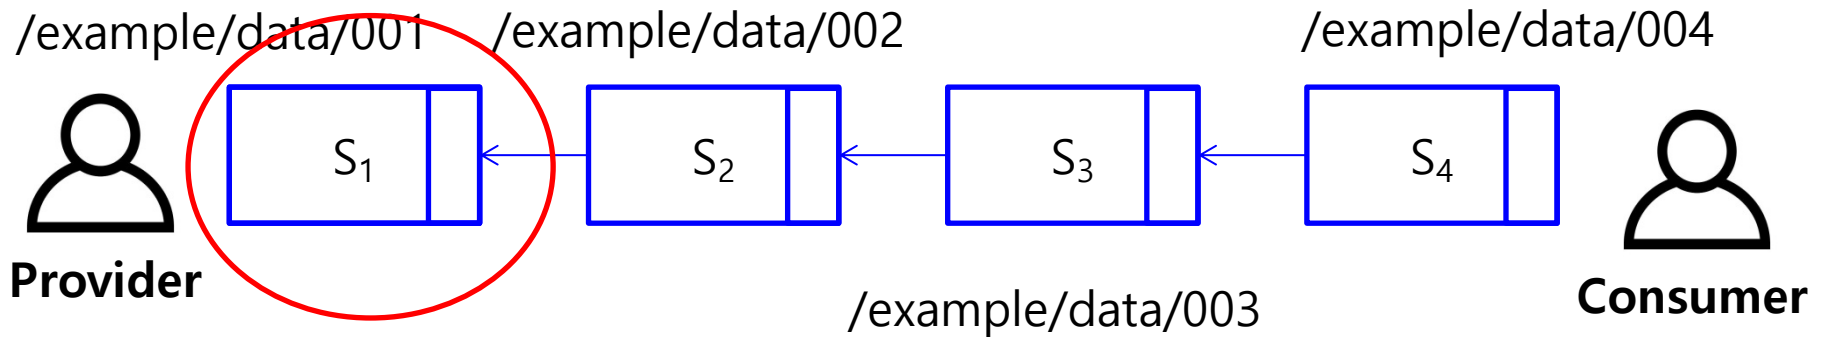 /example/data/001
/example/data/002
/example/data/004
S₁
S₂
S₃
S₄
Provider
Consumer
/example/data/003